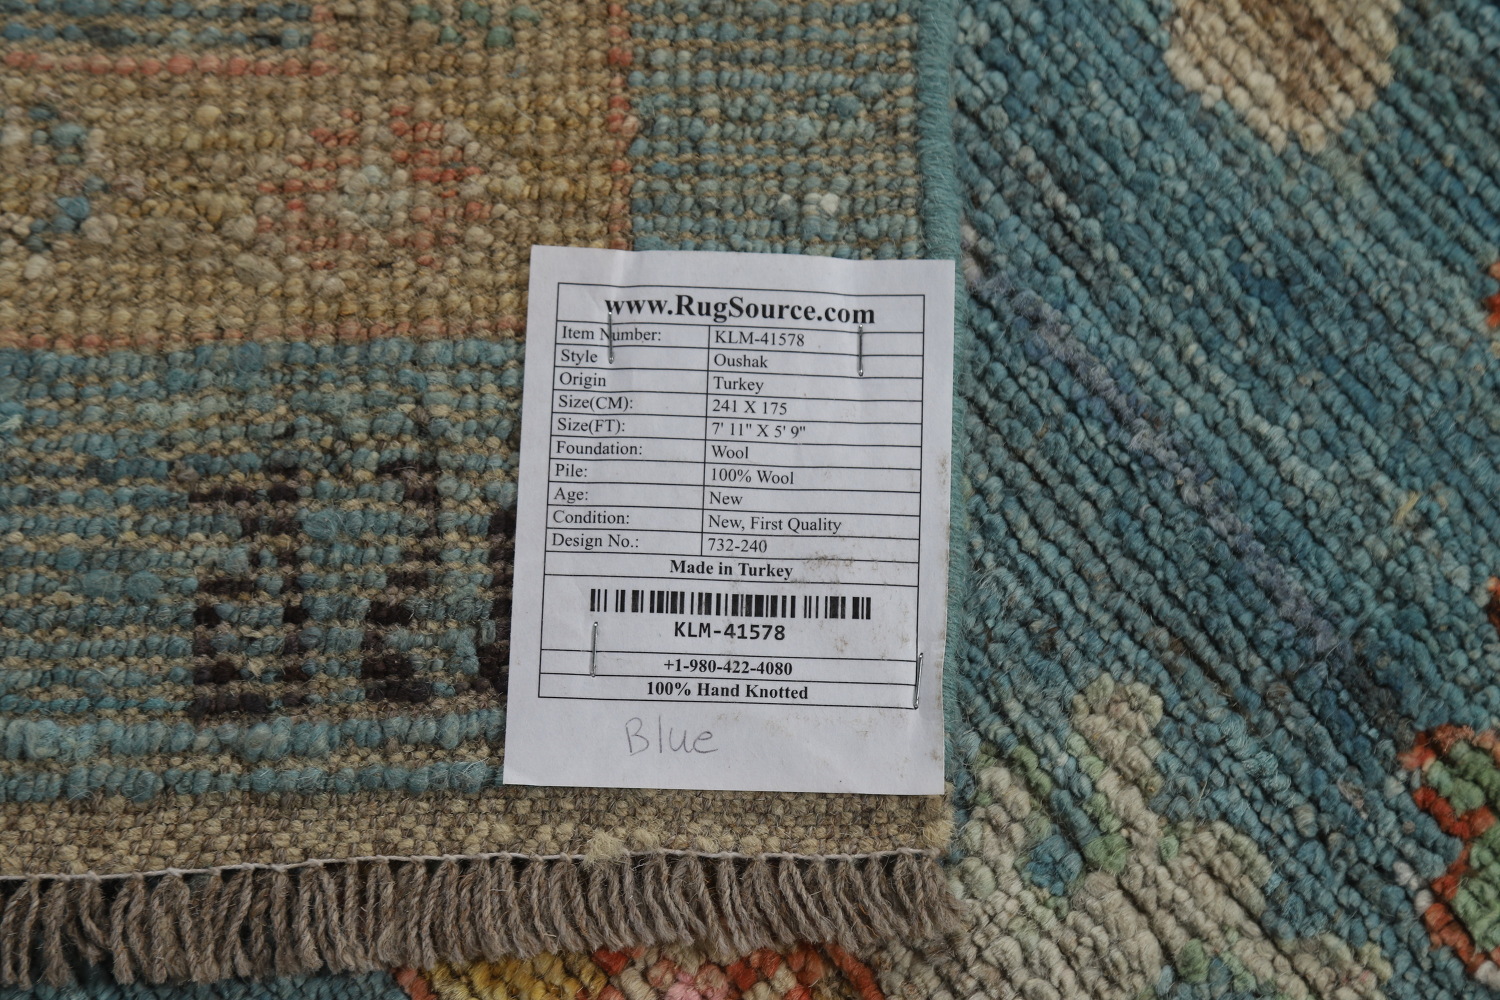 www.RugSource.com
Item Number: KLM-41578
Style Oushak
Origin Turkey
Size(CM): 241 X 175
Size(FT): 7' 11" X 5' 9"
Foundation: Wool
Pile: 100% Wool
Age: New
Condition: New, First Quality
Design No.: 732-240
Made in Turkey
KLM-41578
+1-980-422-4080
100% Hand Knotted
Blue